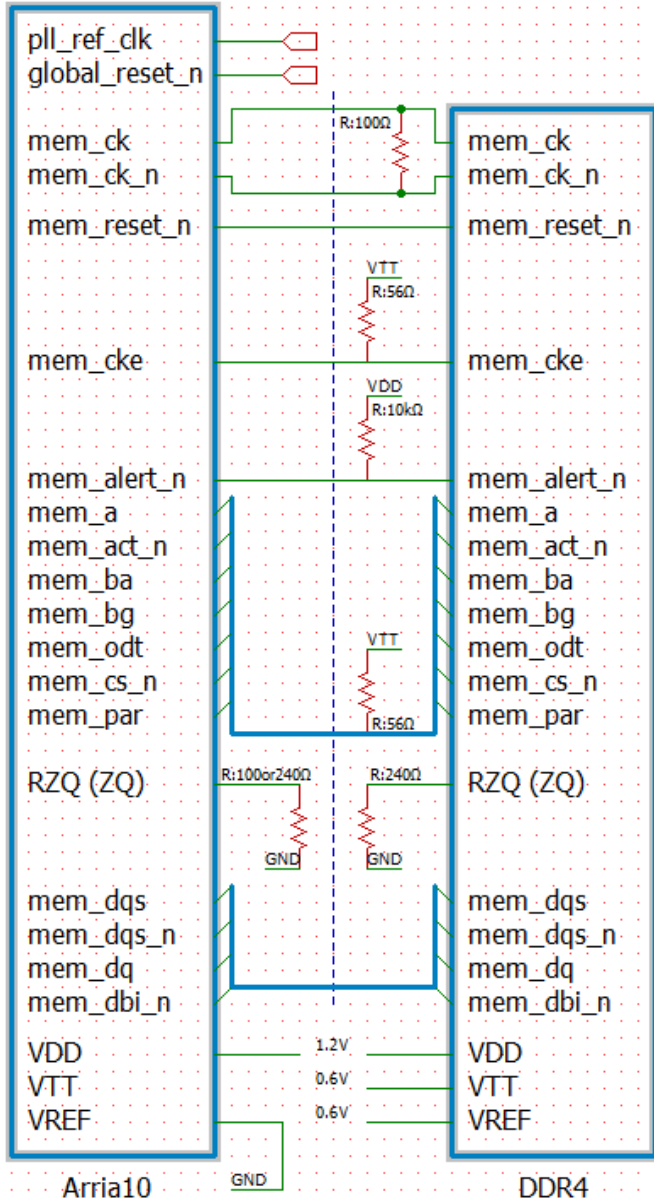 pll_ref_clk
global_reset_n
R:100Ω
mem_ck
mem_ck
mem_ck_n
mem_ck_n
mem_reset_n
mem_reset_n
VTT
R:56Ω
mem_cke
mem_cke
VDD
R:10kΩ
mem_alert_n
mem_alert_n
mem_a
mem_a
mem_act_n
mem_act_n
mem_ba
mem_ba
mem_bg
mem_bg
mem_odt
VTT
mem_odt
mem_cs_n
mem_cs_n
mem_par
R:56Ω
mem_par
RZQ (ZQ)
R:100or240Ω
R:240Ω
RZQ (ZQ)
GND
GND
mem_dqs
mem_dqs
mem_dqs_n
mem_dqs_n
mem_dq
mem_dq
mem_dbi_n
mem_dbi_n
VDD
1.2V
VDD
VTT
0.6V
VTT
VREF
0.6V
VREF
GND
Arria10
DDR4